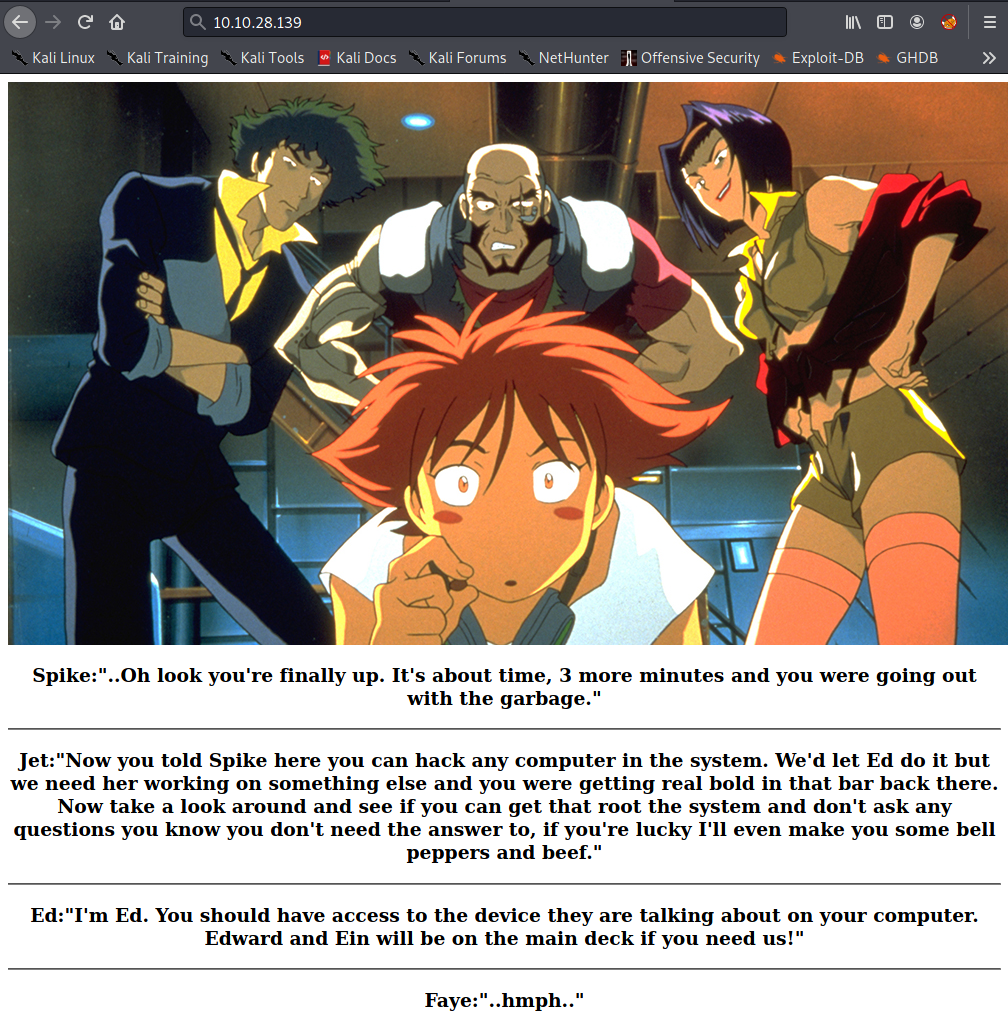 10.10.28.139
Kali Linux Kali Training Kali Tools Kali Docs Kali Forums NetHunter Offensive Security Exploit-DB GHDB
Spike:"..Oh look you're finally up. It's about time, 3 more minutes and you were going out
with the garbage."
Jet:"Now you told Spike here you can hack any computer in the system. We'd let Ed do it but
we need her working on something else and you were getting real bold in that bar back there.
Now take a look around and see if you can get that root the system and don't ask any
questions you know you don't need the answer to, if you're lucky I'll even make you some bell
peppers and beef."
Ed:"I'm Ed. You should have access to the device they are talking about on your computer.
Edward and Ein will be on the main deck if you need us!"
Faye:"..hmph.."